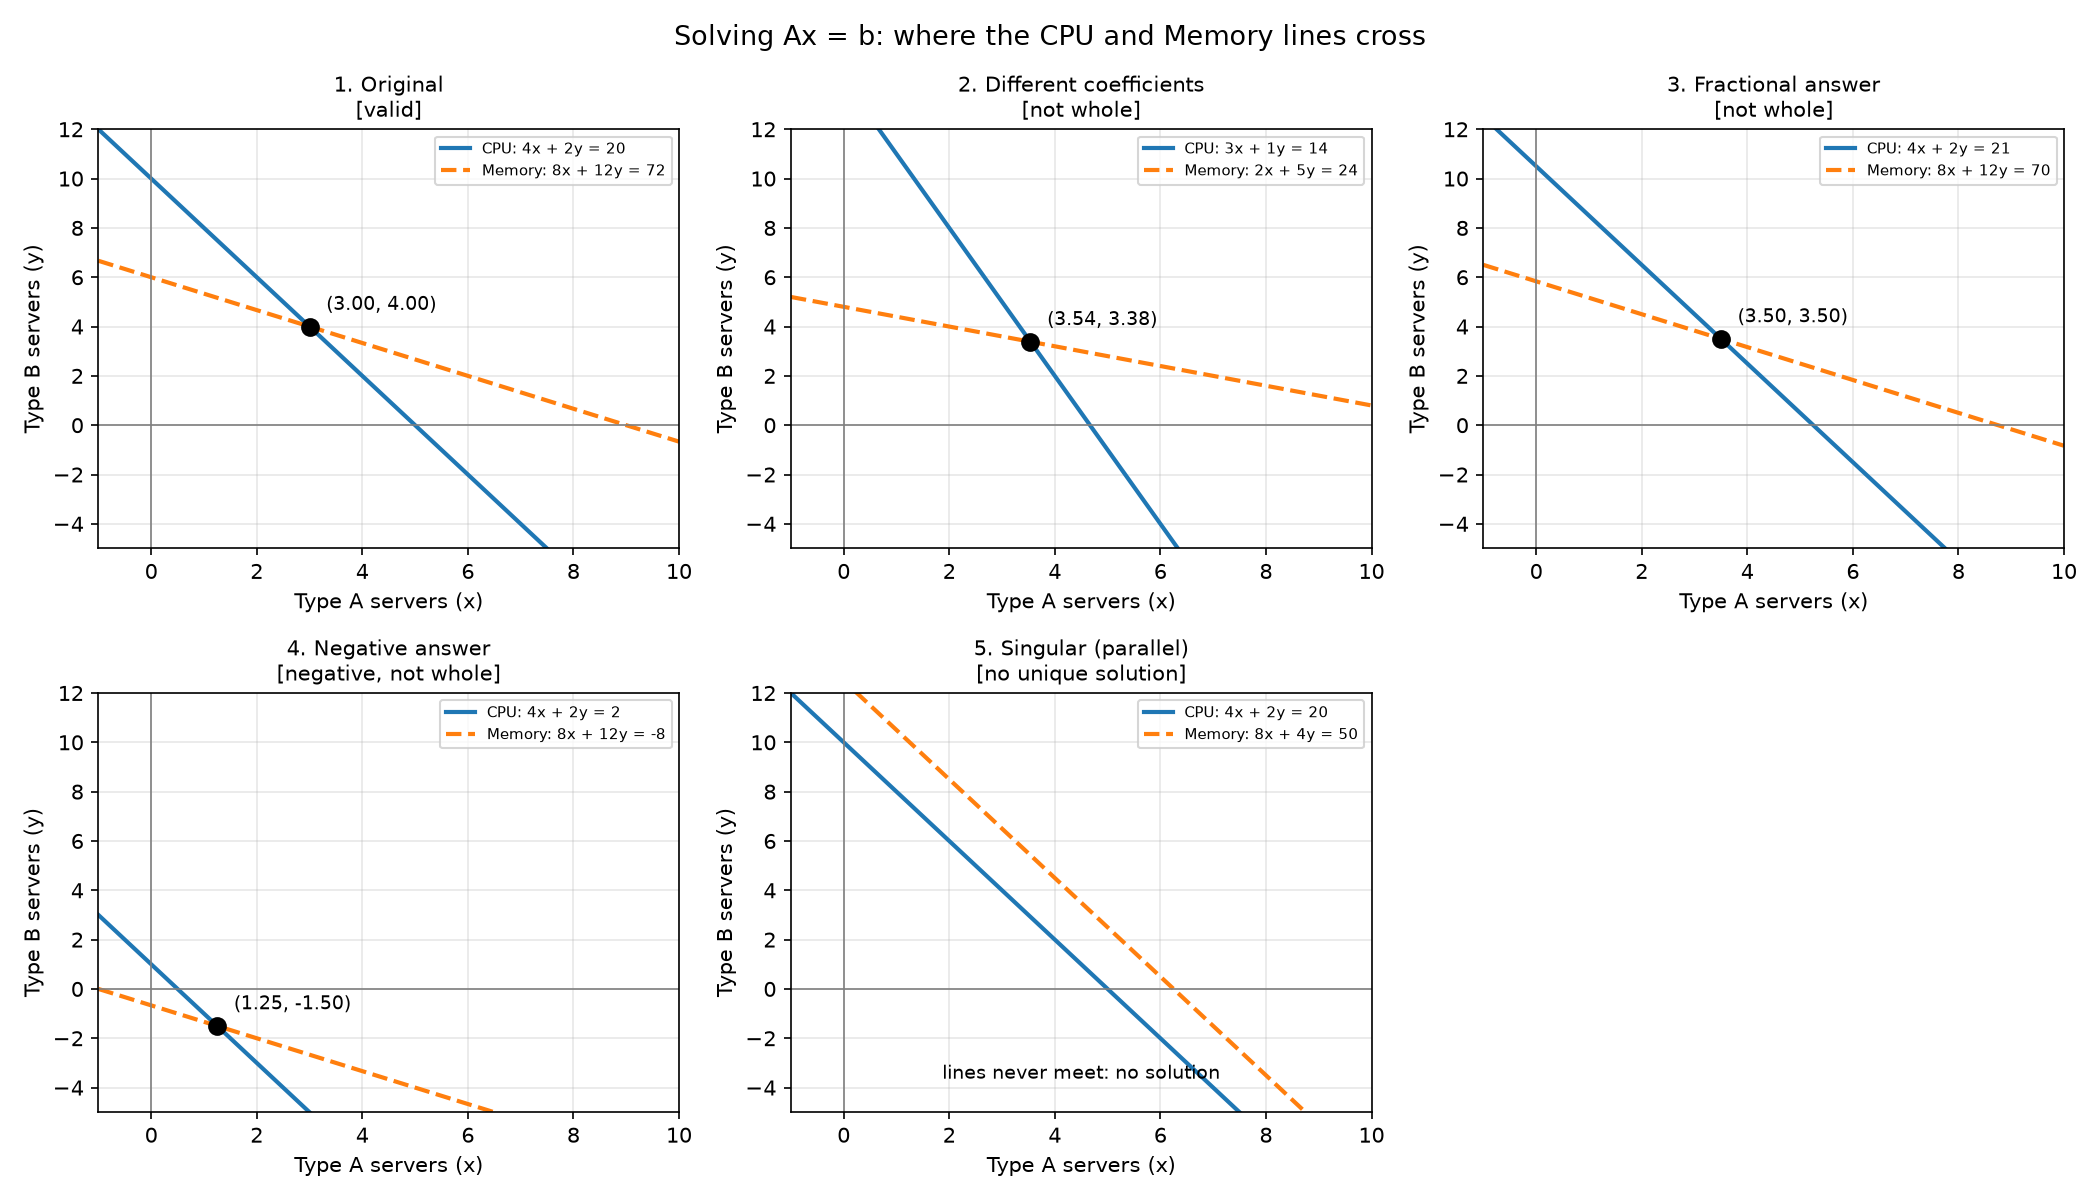 Solving Ax = b: where the CPU and Memory lines cross
1. Original
[valid]
CPU: 4x + 2y = 20
Memory: 8x + 12y = 72
(3.00, 4.00)
12
10
8
6
4
2
0
−2
−4
Type B servers (y)
0 2 4 6 8 10
Type A servers (x)
2. Different coefficients
[not whole]
CPU: 3x + 1y = 14
Memory: 2x + 5y = 24
(3.54, 3.38)
12
10
8
6
4
2
0
−2
−4
Type B servers (y)
0 2 4 6 8 10
Type A servers (x)
3. Fractional answer
[not whole]
CPU: 4x + 2y = 21
Memory: 8x + 12y = 70
(3.50, 3.50)
12
10
8
6
4
2
0
−2
−4
Type B servers (y)
0 2 4 6 8 10
Type A servers (x)
4. Negative answer
[negative, not whole]
CPU: 4x + 2y = 2
Memory: 8x + 12y = -8
(1.25, -1.50)
12
10
8
6
4
2
0
−2
−4
Type B servers (y)
0 2 4 6 8 10
Type A servers (x)
5. Singular (parallel)
[no unique solution]
CPU: 4x + 2y = 20
Memory: 8x + 4y = 50
lines never meet: no solution
12
10
8
6
4
2
0
−2
−4
Type B servers (y)
0 2 4 6 8 10
Type A servers (x)